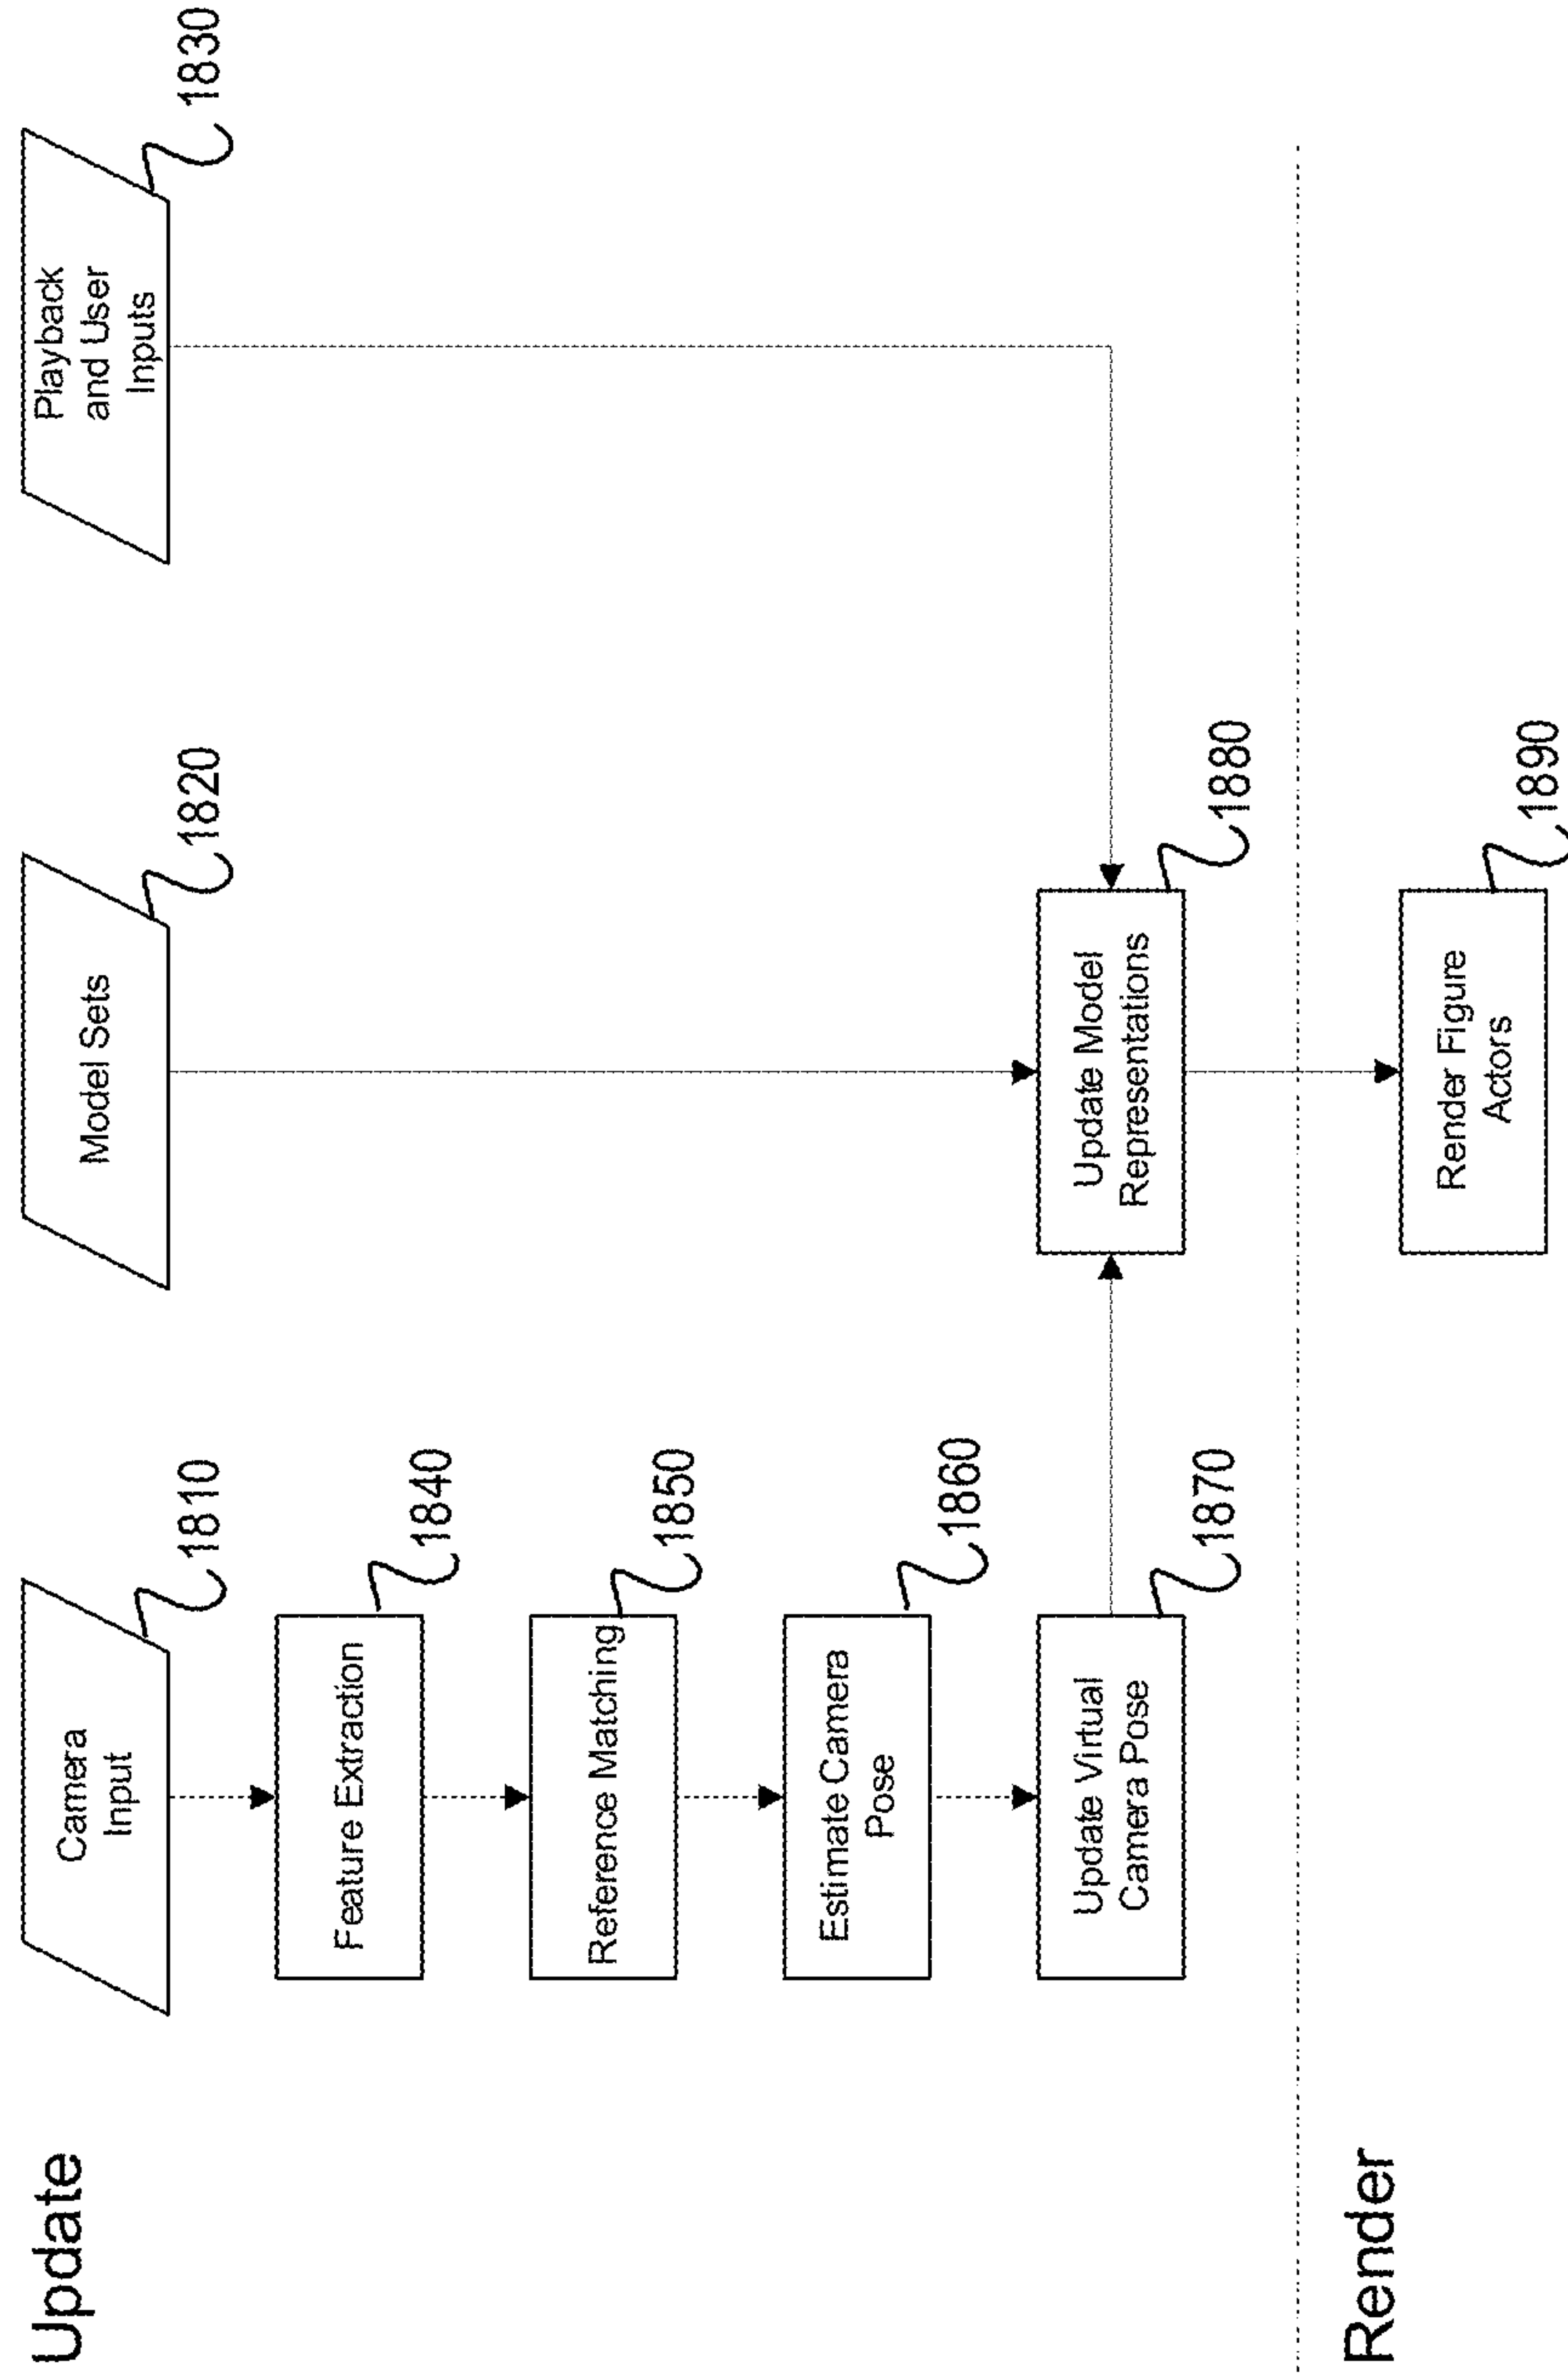 Update
Camera
Input
1810
Model Sets
1820
Playback
and User
Inputs
1830
Feature Extraction
1840
Reference Matching
1850
Estimate Camera
Pose
1860
Update Virtual
Camera Pose
1870
Update Model
Representations
1880
Render
Render Figure
Actors
1890